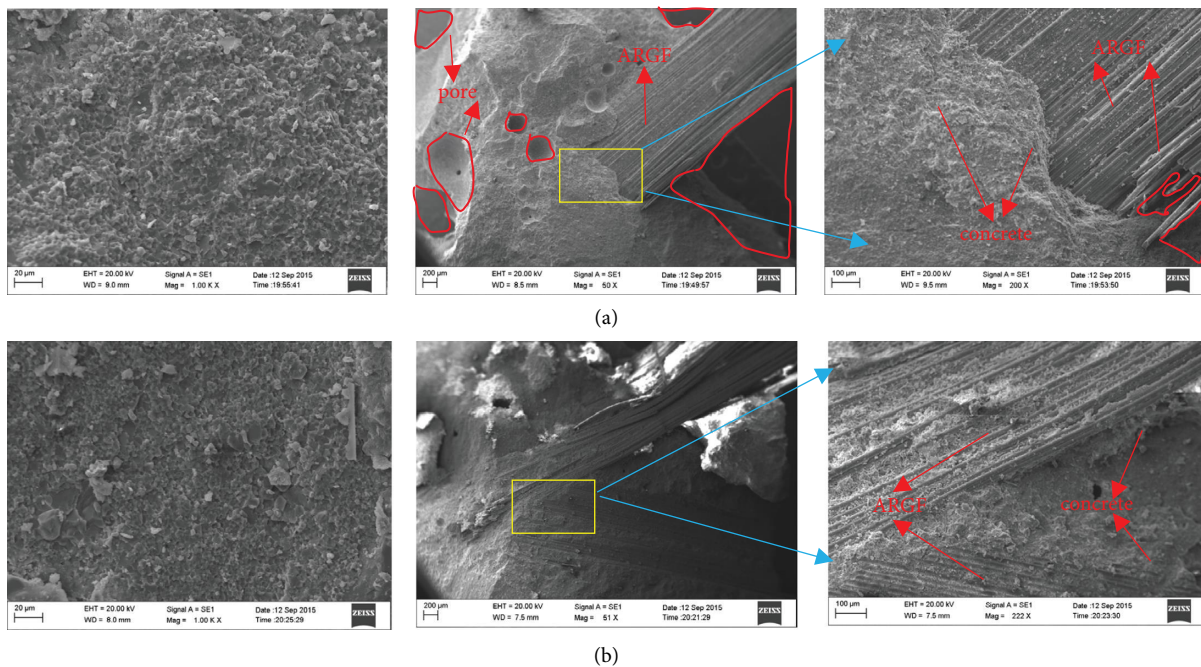 20 µm
EHT = 20.00 kV
WD = 9.0 mm
Signal A = SE1
Mag = 1.00 K X
Date :12 Sep 2015
Time :19:55:41
ZEISS
pore
ARGF
200 µm
EHT = 20.00 kV
WD = 8.5 mm
Signal A = SE1
Mag = 50 X
Date :12 Sep 2015
Time :19:49:57
ZEISS
ARGF
concrete
100 µm
EHT = 20.00 kV
WD = 9.5 mm
Signal A = SE1
Mag = 200 X
Date :12 Sep 2015
Time :19:53:50
ZEISS
(a)
20 µm
EHT = 20.00 kV
WD = 8.0 mm
Signal A = SE1
Mag = 1.00 K X
Date :12 Sep 2015
Time :20:25:29
ZEISS
200 µm
EHT = 20.00 kV
WD = 7.5 mm
Signal A = SE1
Mag = 51 X
Date :12 Sep 2015
Time :20:21:29
ZEISS
ARGF
concrete
100 µm
EHT = 20.00 kV
WD = 7.5 mm
Signal A = SE1
Mag = 222 X
Date :12 Sep 2015
Time :20:23:30
ZEISS
(b)